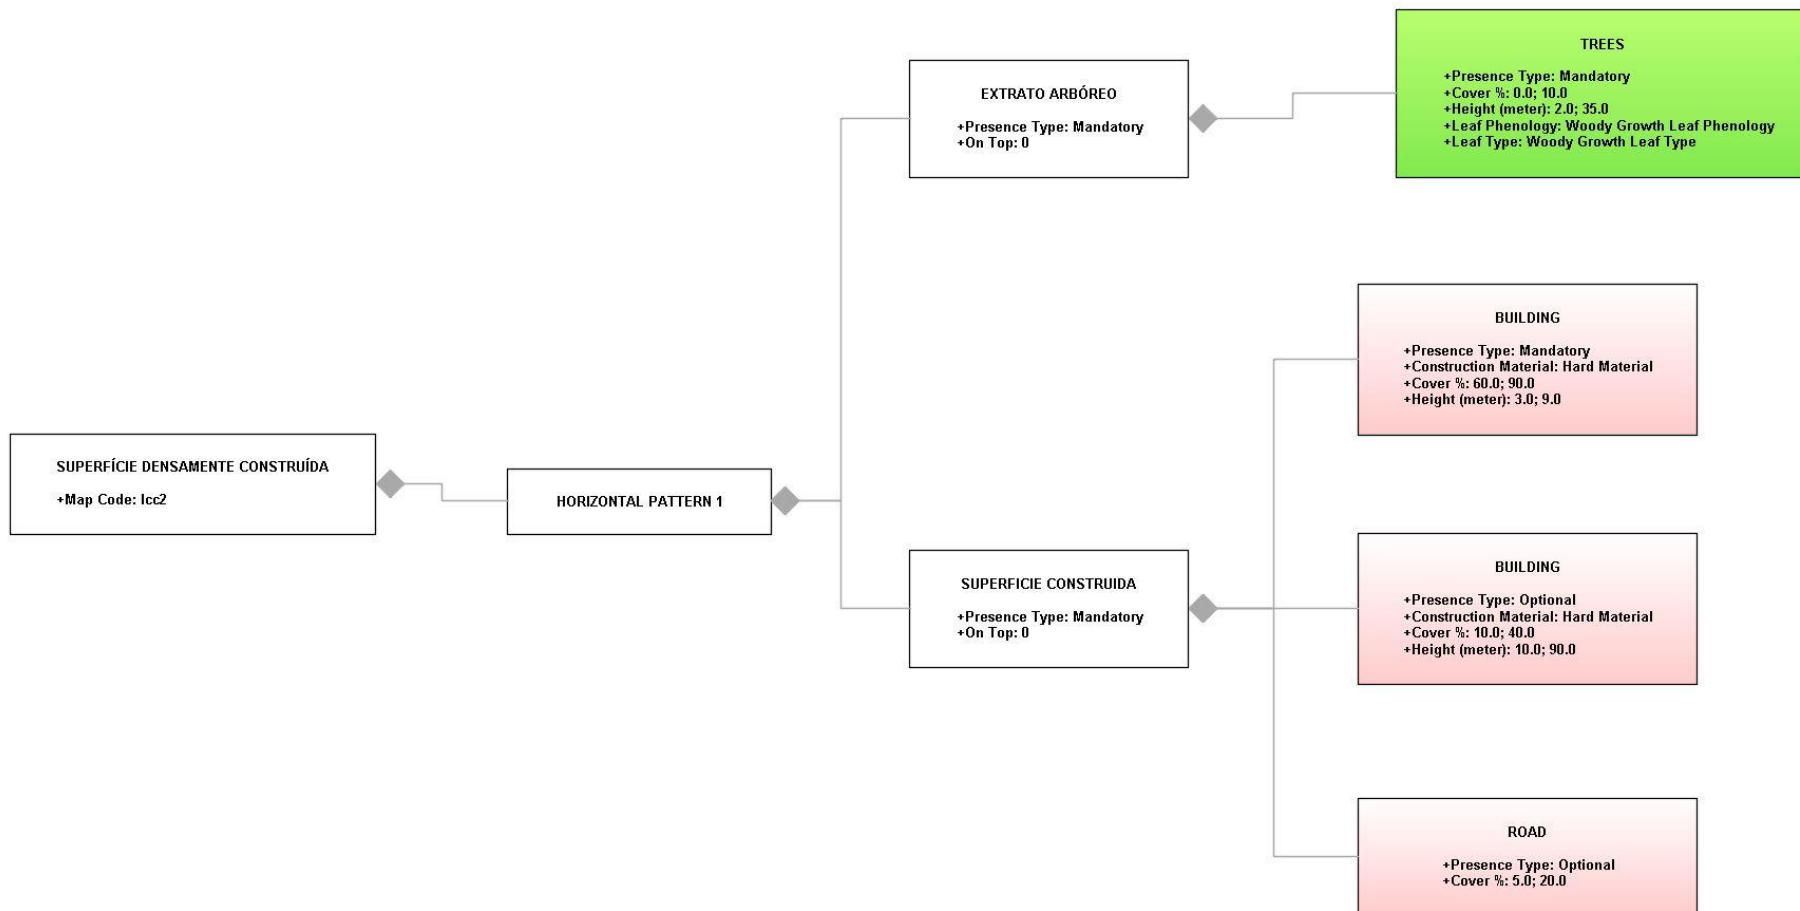 TREES
+Presence Type: Mandatory
+Cover %: 0.0; 10.0
+Height (meter): 2.0; 35.0
+Leaf Phenology: Woody Growth Leaf Phenology
+Leaf Type: Woody Growth Leaf Type
EXTRATO ARBÓREO
+Presence Type: Mandatory
+On Top: 0
BUILDING
+Presence Type: Mandatory
+Construction Material: Hard Material
+Cover %: 60.0; 90.0
+Height (meter): 3.0; 9.0
SUPERFÍCIE DENSAMENTE CONSTRUÍDA
+Map Code: lcc2
HORIZONTAL PATTERN 1
SUPERFICIE CONSTRUIDA
+Presence Type: Mandatory
+On Top: 0
BUILDING
+Presence Type: Optional
+Construction Material: Hard Material
+Cover %: 10.0; 40.0
+Height (meter): 10.0; 90.0
ROAD
+Presence Type: Optional
+Cover %: 5.0; 20.0